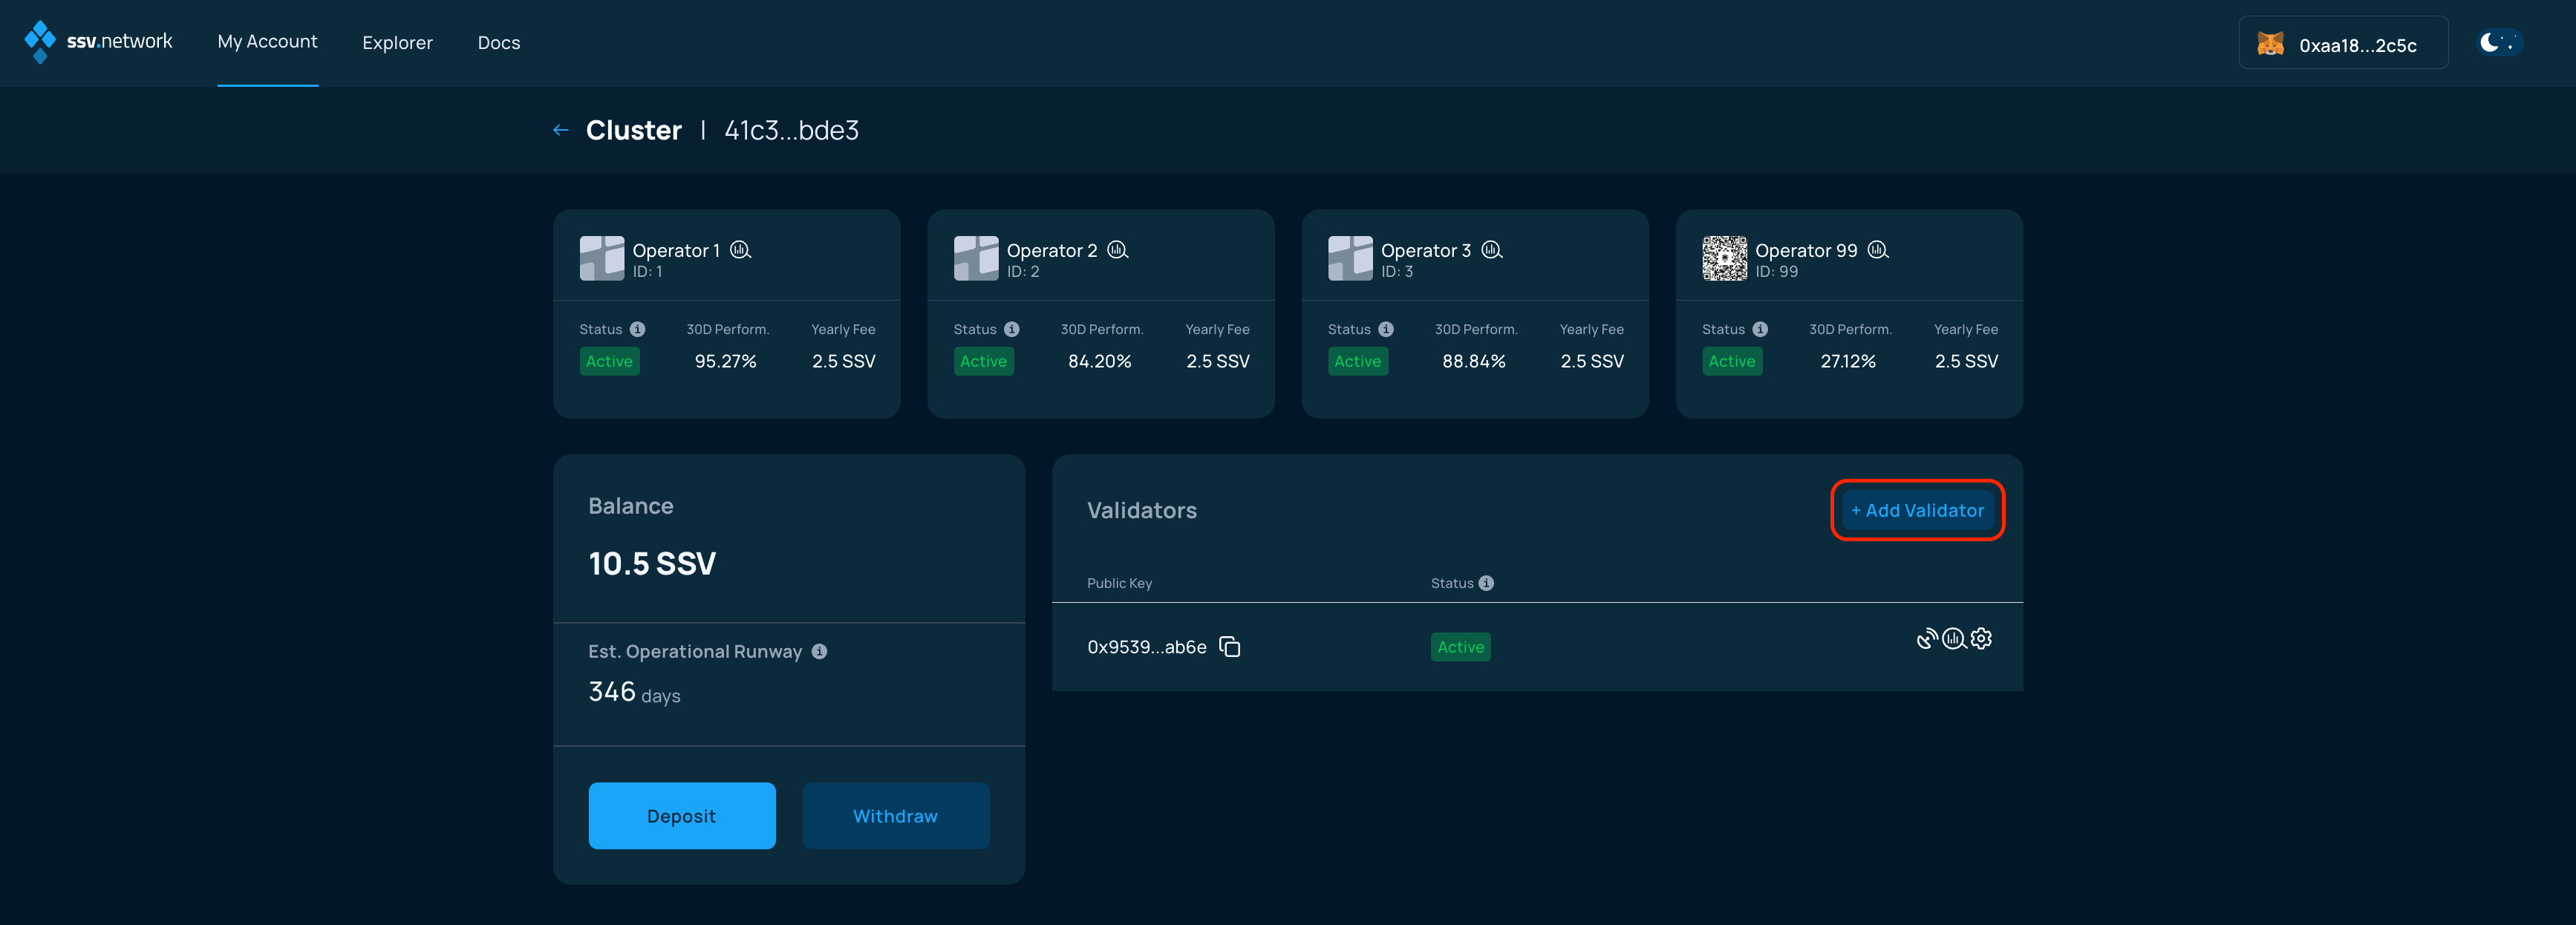 ssv.network My Account Explorer Docs 0xaa18...2c5c
Cluster | 41c3...bde3
Operator 1
ID: 1
Status 30D Perform. Yearly Fee
Active 95.27% 2.5 SSV
Operator 2
ID: 2
Status 30D Perform. Yearly Fee
Active 84.20% 2.5 SSV
Operator 3
ID: 3
Status 30D Perform. Yearly Fee
Active 88.84% 2.5 SSV
Operator 99
ID: 99
Status 30D Perform. Yearly Fee
Active 27.12% 2.5 SSV
Balance
10.5 SSV
Est. Operational Runway
346 days
Deposit Withdraw
Validators + Add Validator
Public Key Status
0x9539...ab6e Active